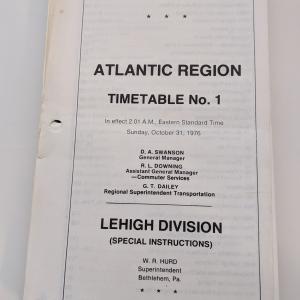 * * *
ATLANTIC REGION
TIMETABLE No. 1
In effect 2:01 A.M., Eastern Standard Time
Sunday, October 31, 1976
D. A. SWANSON
General Manager
R. L. DOWNING
Assistant General Manager
—Commuter Services
G. T. DAILEY
Regional Superintendent Transportation
LEHIGH DIVISION
(SPECIAL INSTRUCTIONS)
W. R. HURD
Superintendent
Bethlehem, Pa.
* * *